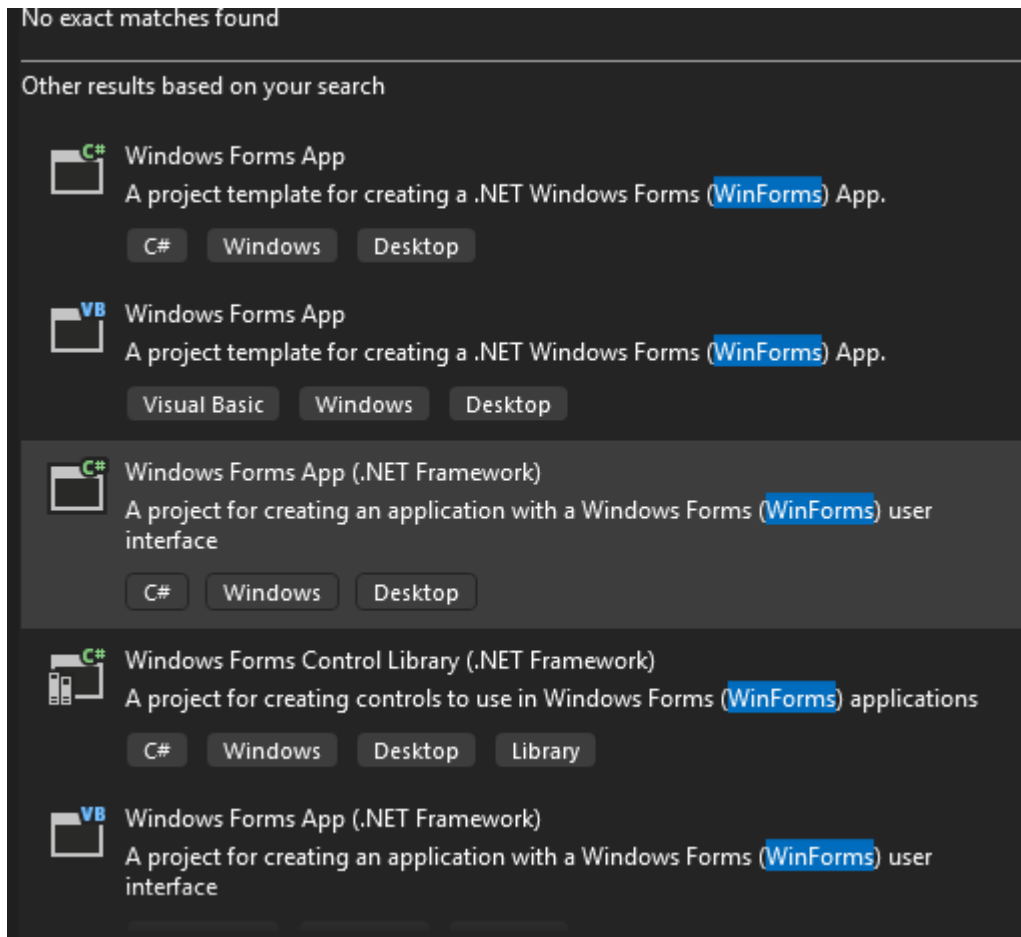 No exact matches found
Other results based on your search
C#
Windows Forms App
A project template for creating a .NET Windows Forms (WinForms) App.
C# Windows Desktop
VB
Windows Forms App
A project template for creating a .NET Windows Forms (WinForms) App.
Visual Basic Windows Desktop
C#
Windows Forms App (.NET Framework)
A project for creating an application with a Windows Forms (WinForms) user
interface
C# Windows Desktop
C#
Windows Forms Control Library (.NET Framework)
A project for creating controls to use in Windows Forms (WinForms) applications
C# Windows Desktop Library
VB
Windows Forms App (.NET Framework)
A project for creating an application with a Windows Forms (WinForms) user
interface